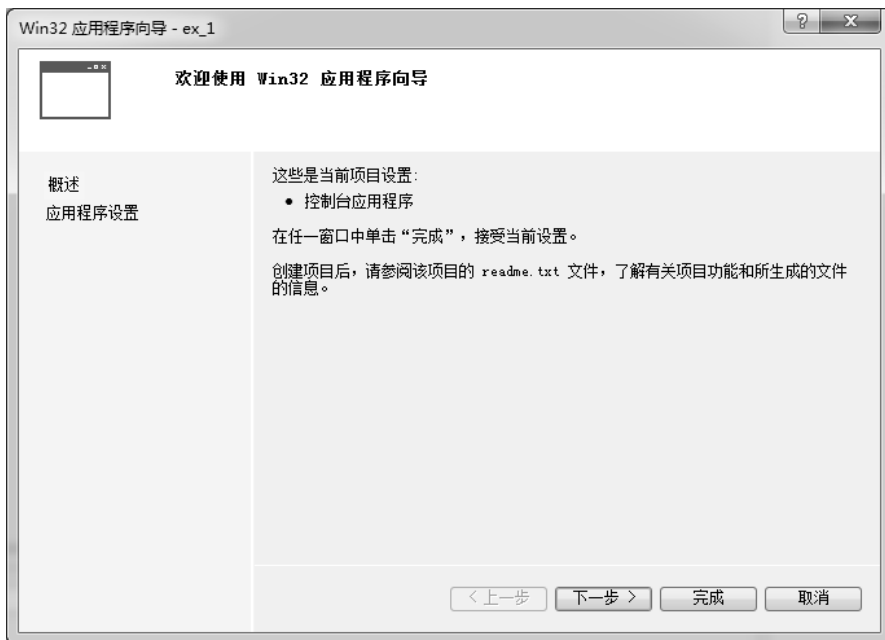 Win32 应用程序向导 - ex_1
欢迎使用 Win32 应用程序向导
概述
应用程序设置
这些是当前项目设置:
• 控制台应用程序
在任一窗口中单击“完成”，接受当前设置。
创建项目后，请参阅该项目的 readme.txt 文件，了解有关项目功能和所生成的文件
的信息。
< 上一步
下一步 >
完成
取消